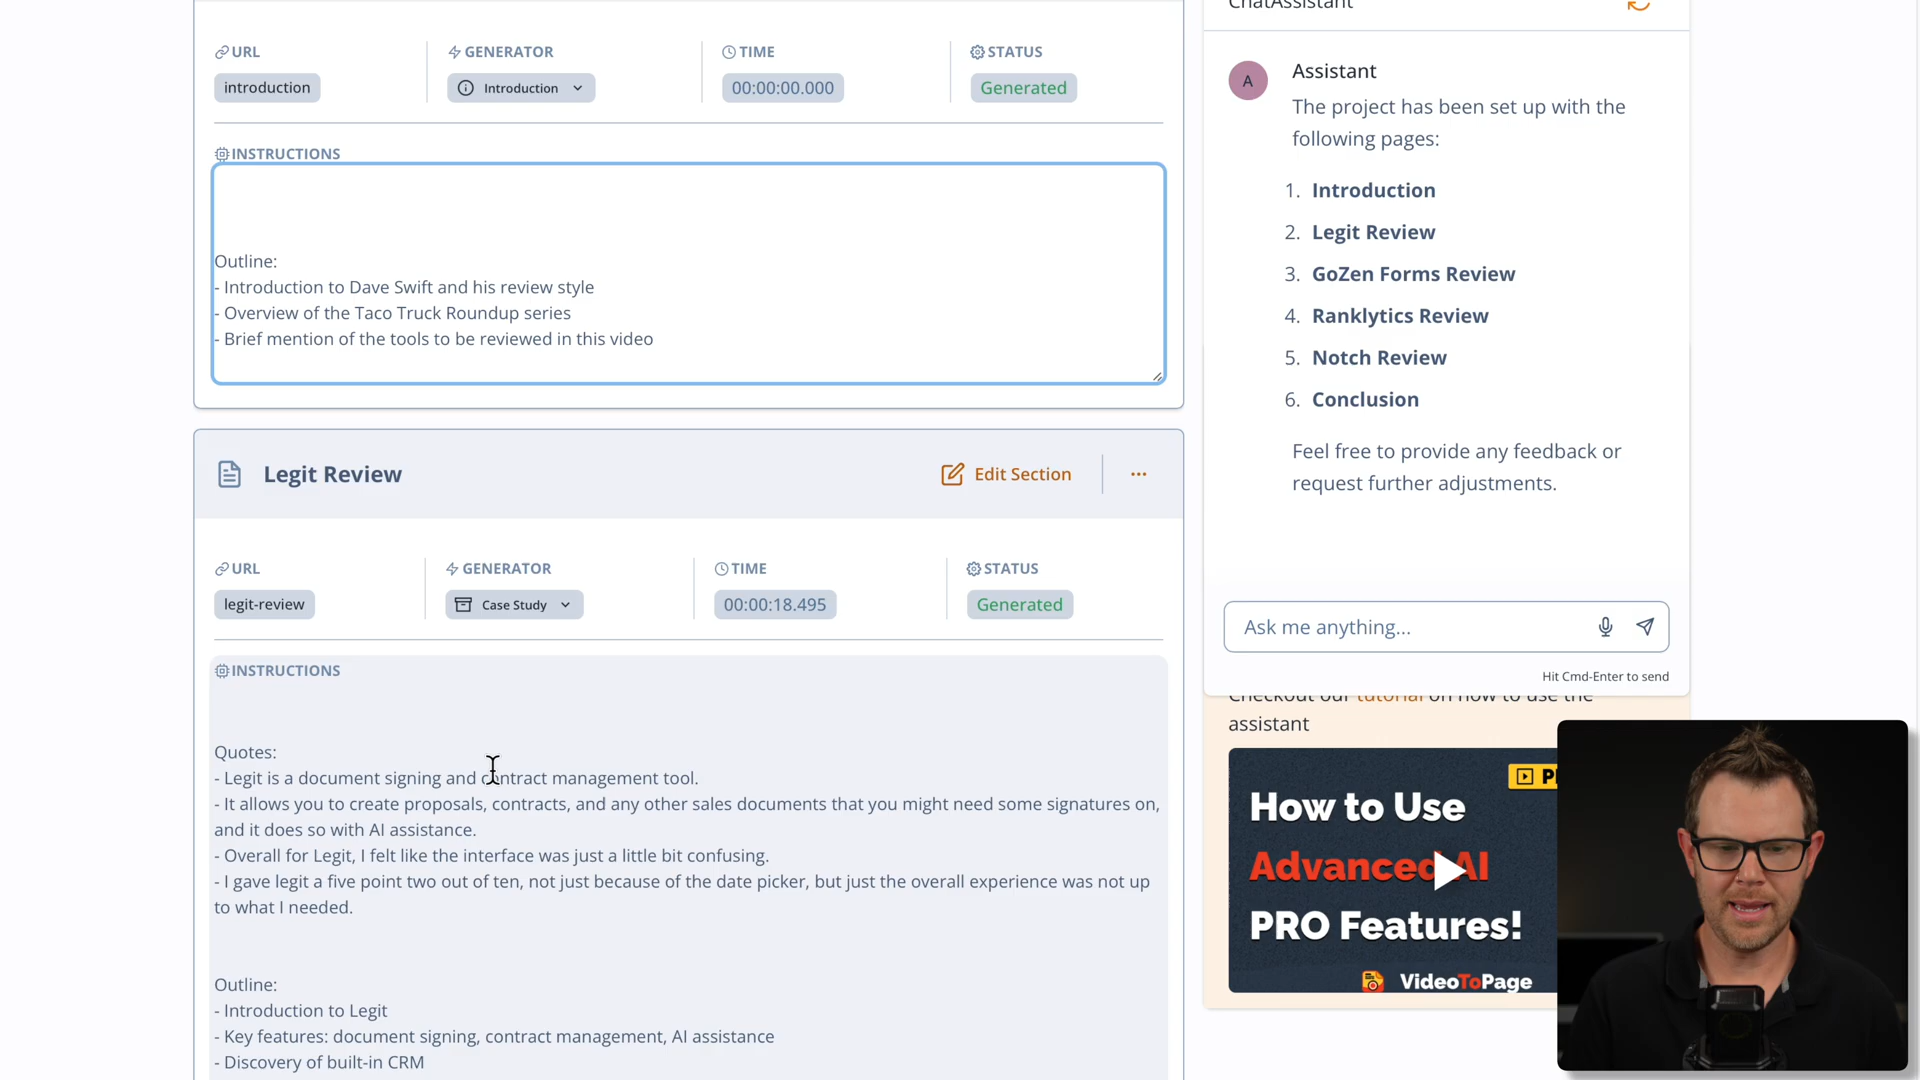 ChatAssistant
URL
GENERATOR
TIME
STATUS
introduction
Introduction
00:00:00.000
Generated
INSTRUCTIONS
Outline:
- Introduction to Dave Swift and his review style
- Overview of the Taco Truck Roundup series
- Brief mention of the tools to be reviewed in this video
Legit Review
Edit Section
URL
GENERATOR
TIME
STATUS
legit-review
Case Study
00:00:18.495
Generated
INSTRUCTIONS
Quotes:
- Legit is a document signing and contract management tool.
- It allows you to create proposals, contracts, and any other sales documents that you might need some signatures on,
and it does so with AI assistance.
- Overall for Legit, I felt like the interface was just a little bit confusing.
- I gave legit a five point two out of ten, not just because of the date picker, but just the overall experience was not up
to what I needed.
Outline:
- Introduction to Legit
- Key features: document signing, contract management, AI assistance
- Discovery of built-in CRM
A
Assistant
The project has been set up with the
following pages:
1. Introduction
2. Legit Review
3. GoZen Forms Review
4. Ranklytics Review
5. Notch Review
6. Conclusion
Feel free to provide any feedback or
request further adjustments.
Ask me anything...
Hit Cmd-Enter to send
Checkout our tutorial on how to use the
assistant
How to Use
Advanced AI
PRO Features!
VideoToPage